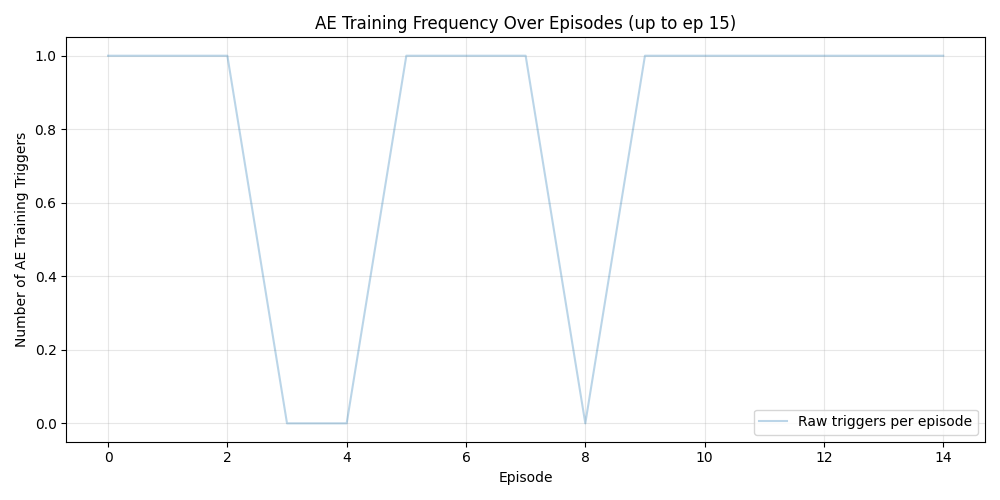 AE Training Frequency Over Episodes (up to ep 15)
Number of AE Training Triggers
1.0
0.8
0.6
0.4
0.2
0.0
Raw triggers per episode
0 2 4 6 8 10 12 14
Episode